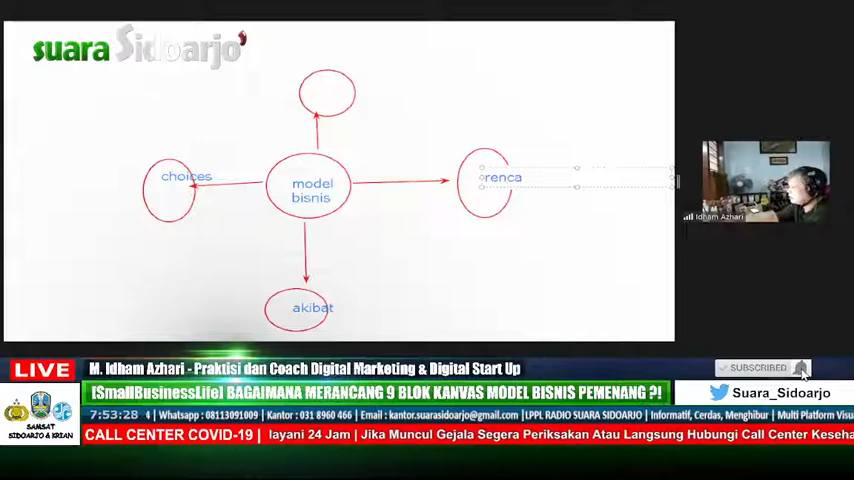 suara Sidoarjo
choices
model
bisnis
renca
akibat
Idham Azhari
LIVE
M. Idham Azhari - Praktisi dan Coach Digital Marketing & Digital Start Up
SUBSCRIBED
[SmallBusinessLife] BAGAIMANA MERANCANG 9 BLOK KANVAS MODEL BISNIS PEMENANG ?!
Suara_Sidoarjo
SAMSAT
SIDOARJO & KRIAN
7:53:28 4 | Whatsapp : 08113091009 | Kantor : 031 8960 466 | Email : kantor.suarasidoarjo@gmail.com |LPPL RADIO SUARA SIDOARJO | Informatif, Cerdas, Menghibur | Multi Platform Visua
CALL CENTER COVID-19 layani 24 Jam | Jika Muncul Gejala Segera Periksakan Atau Langsung Hubungi Call Center Keseha